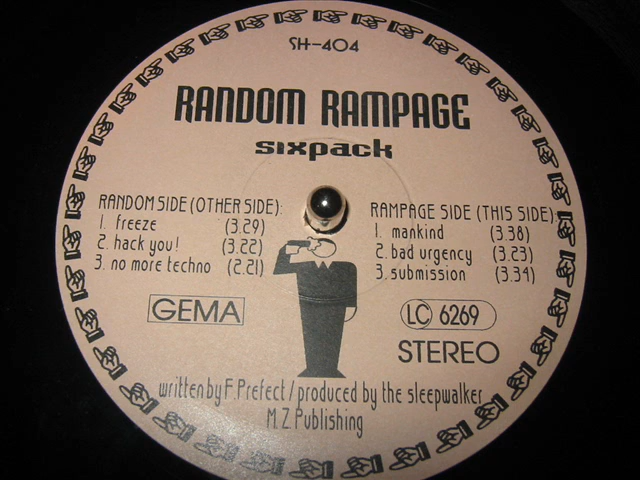 SH-404
RANDOM RAMPAGE
sixpack
RANDOM SIDE (OTHER SIDE):
1. freeze (3.29)
2. hack you! (3.22)
3. no more techno (2.21)
RAMPAGE SIDE (THIS SIDE):
1. mankind (3.38)
2. bad urgency (3.23)
3. submission (3.34)
GEMA
LC 6269
STEREO
written by F. Prefect / produced by the sleepwalker
M. Z. Publishing